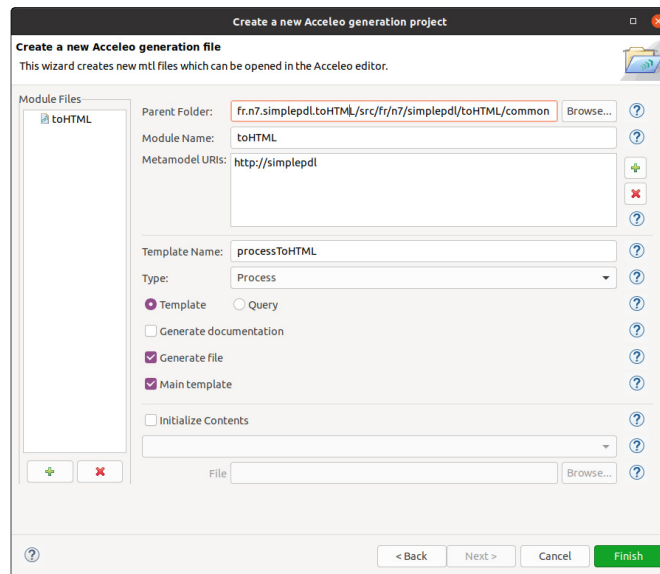 Create a new Acceleo generation project
Create a new Acceleo generation file
This wizard creates new mtl files which can be opened in the Acceleo editor.
Module Files
toHTML
Parent Folder: fr.n7.simplepdl.toHTML/src/fr/n7/simplepdl/toHTML/common Browse...
Module Name: toHTML
Metamodel URIs: http://simplepdl
Template Name: processToHTML
Type: Process
Template Query
Generate documentation
Generate file
Main template
Initialize Contents
File Browse...
< Back Next > Cancel Finish